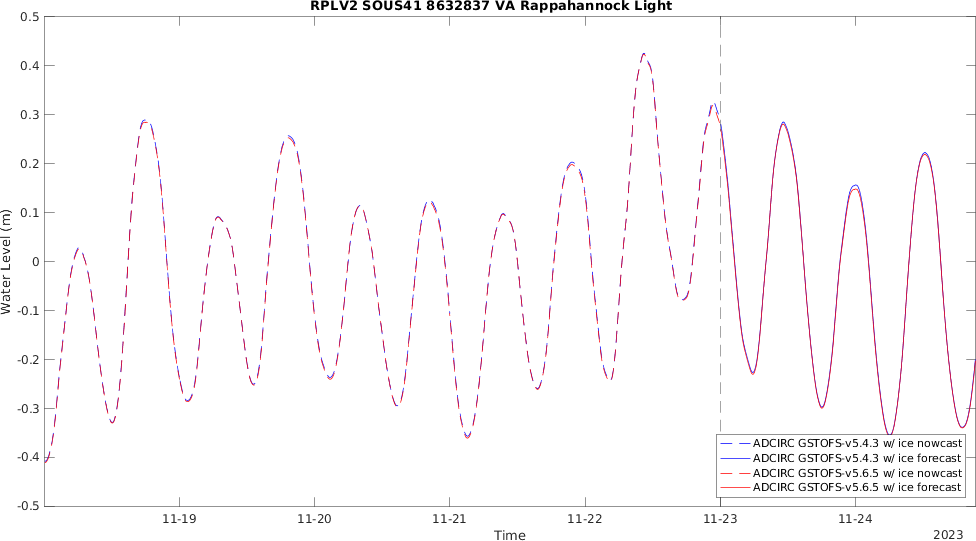 RPLV2 SOUS41 8632837 VA Rappahannock Light
0.5
0.4
0.3
0.2
0.1
0
-0.1
-0.2
-0.3
-0.4
-0.5
Water Level (m)
ADCIRC GSTOFS-v5.4.3 w/ ice nowcast
ADCIRC GSTOFS-v5.4.3 w/ ice forecast
ADCIRC GSTOFS-v5.6.5 w/ ice nowcast
ADCIRC GSTOFS-v5.6.5 w/ ice forecast
11-19 11-20 11-21 11-22 11-23 11-24
Time
2023